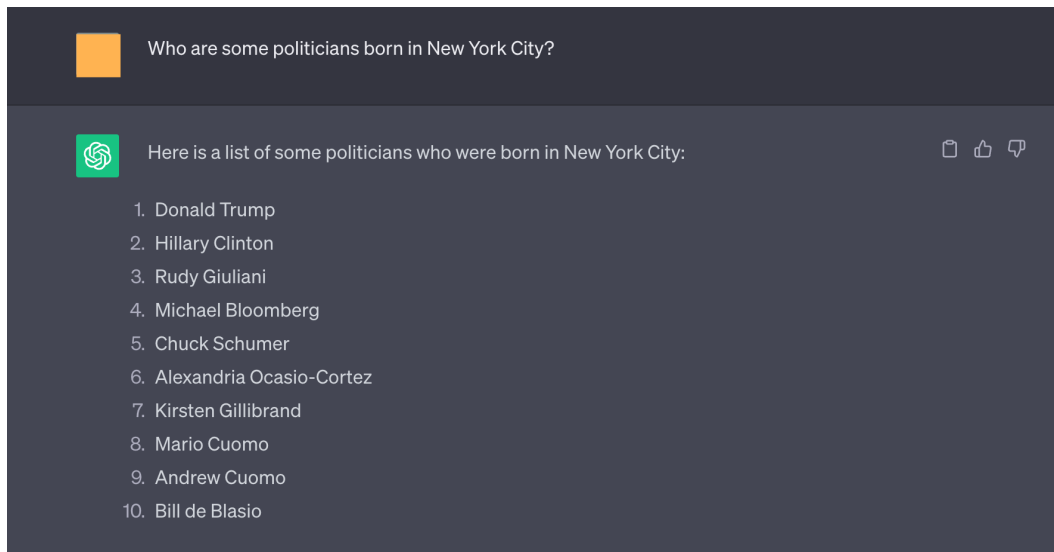 Who are some politicians born in New York City?
Here is a list of some politicians who were born in New York City:
1. Donald Trump
2. Hillary Clinton
3. Rudy Giuliani
4. Michael Bloomberg
5. Chuck Schumer
6. Alexandria Ocasio-Cortez
7. Kirsten Gillibrand
8. Mario Cuomo
9. Andrew Cuomo
10. Bill de Blasio